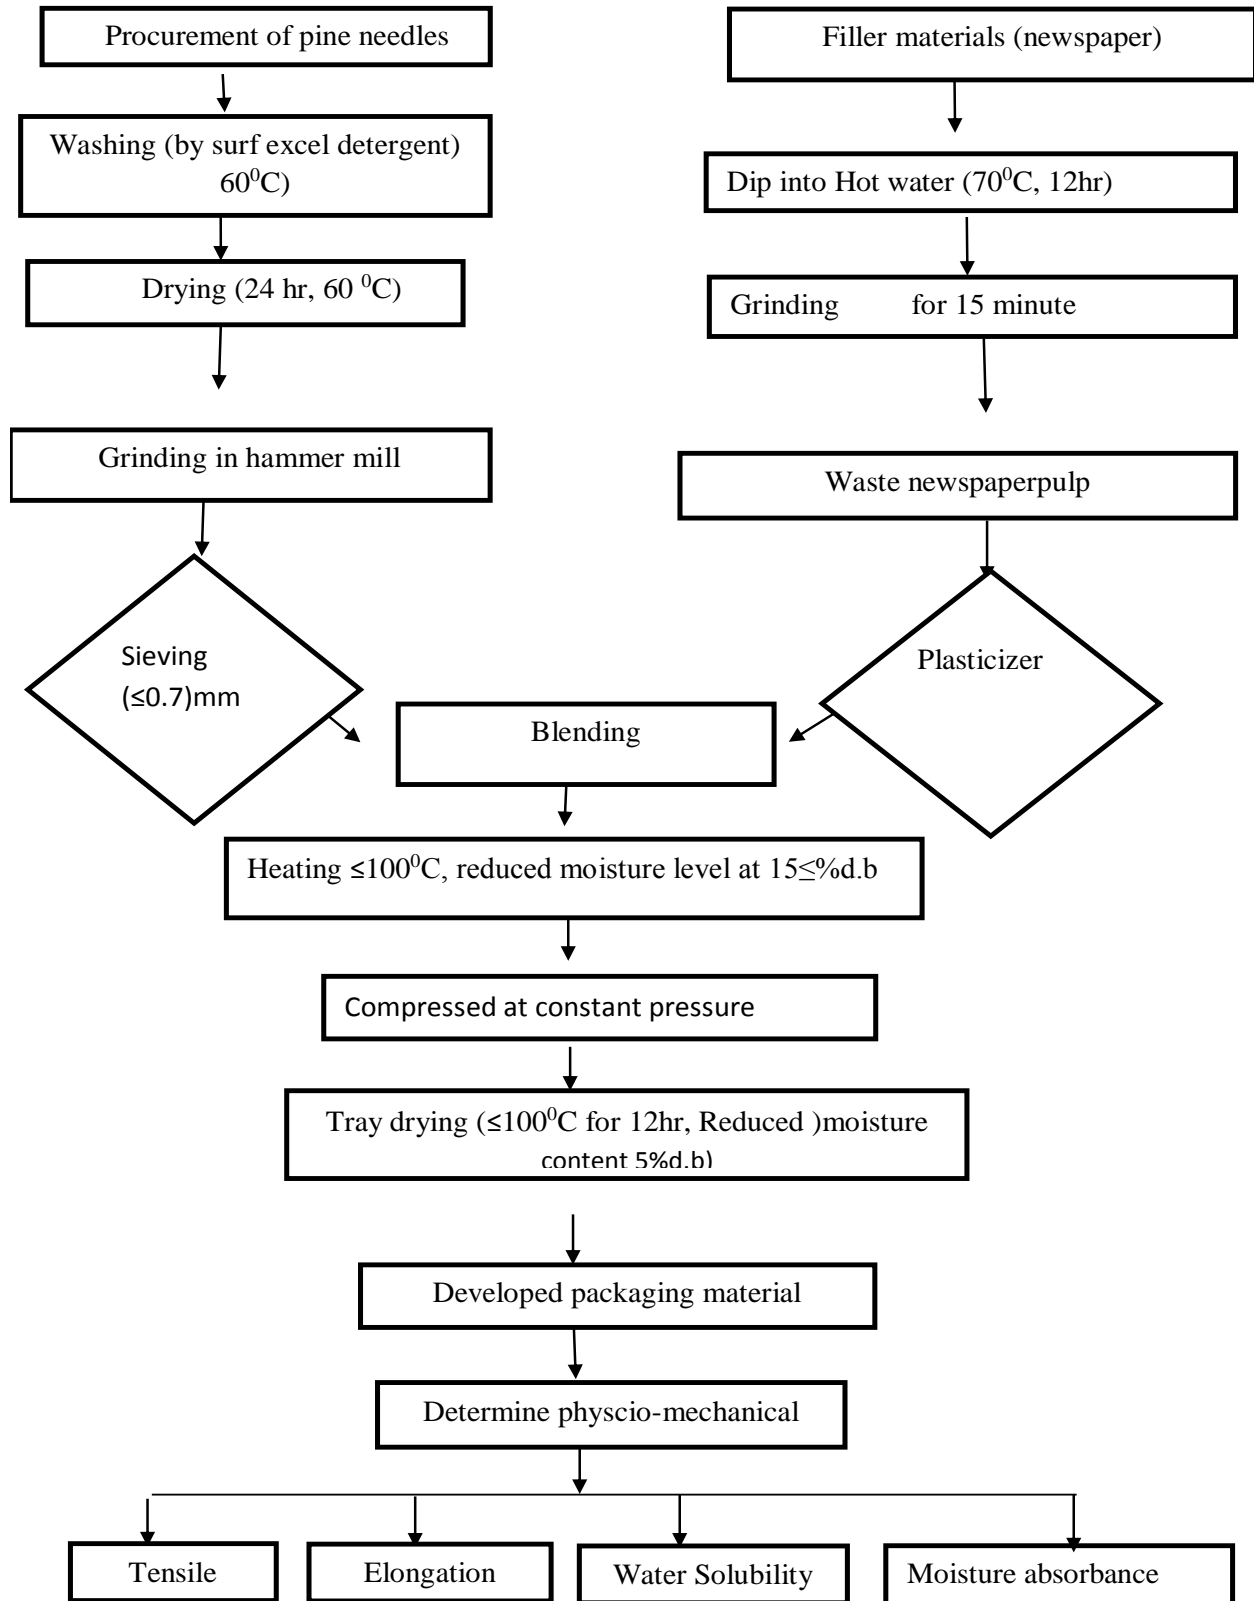 Procurement of pine needles
Filler materials (newspaper)
Washing (by surf excel detergent)
60⁰C)
Dip into Hot water (70⁰C, 12hr)
Drying (24 hr, 60 ⁰C)
Grinding for 15 minute
Grinding in hammer mill
Waste newspaperpulp
Sieving
(≤0.7)mm
Plasticizer
Blending
Heating ≤100⁰C, reduced moisture level at 15≤%d.b
Compressed at constant pressure
Tray drying (≤100⁰C for 12hr, Reduced )moisture
content 5%d.b)
Developed packaging material
Determine physcio-mechanical
Tensile
Elongation
Water Solubility
Moisture absorbance